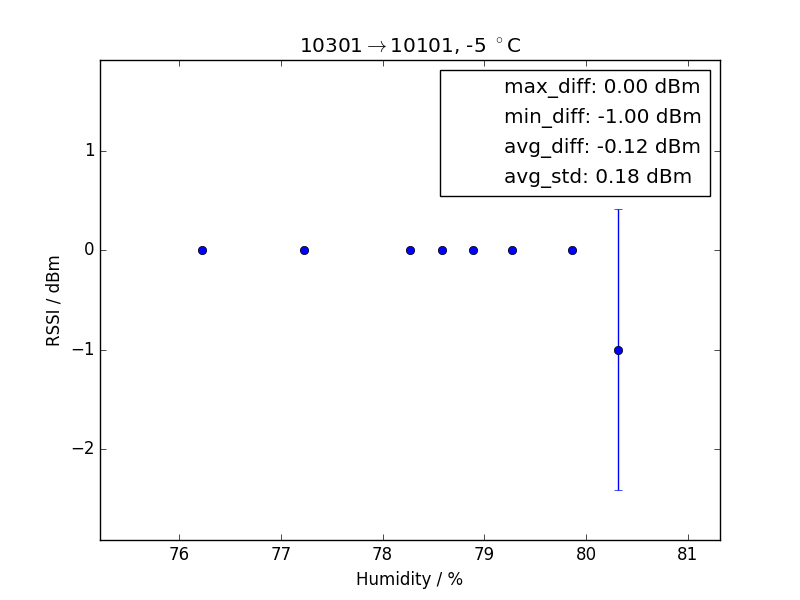 10301→10101, -5 °C
max_diff: 0.00 dBm
min_diff: -1.00 dBm
avg_diff: -0.12 dBm
avg_std: 0.18 dBm
1
0
−1
−2
RSSI / dBm
76 77 78 79 80 81
Humidity / %